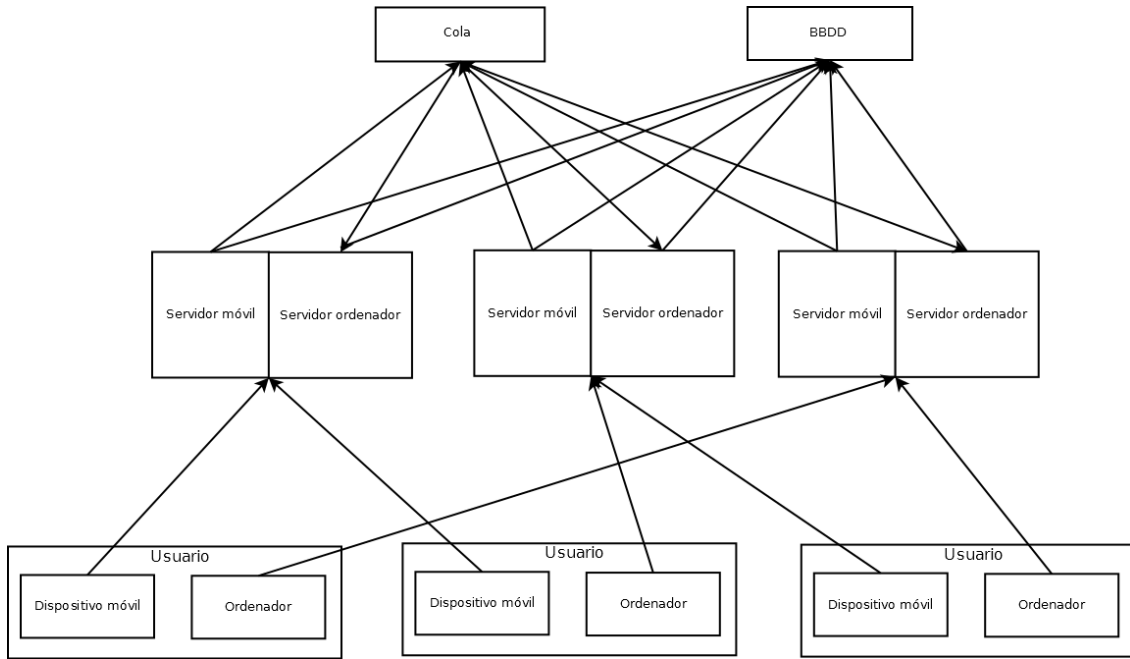 Cola
BBDD
Servidor móvil
Servidor ordenador
Servidor móvil
Servidor ordenador
Servidor móvil
Servidor ordenador
Usuario
Dispositivo móvil
Ordenador
Usuario
Dispositivo móvil
Ordenador
Usuario
Dispositivo móvil
Ordenador